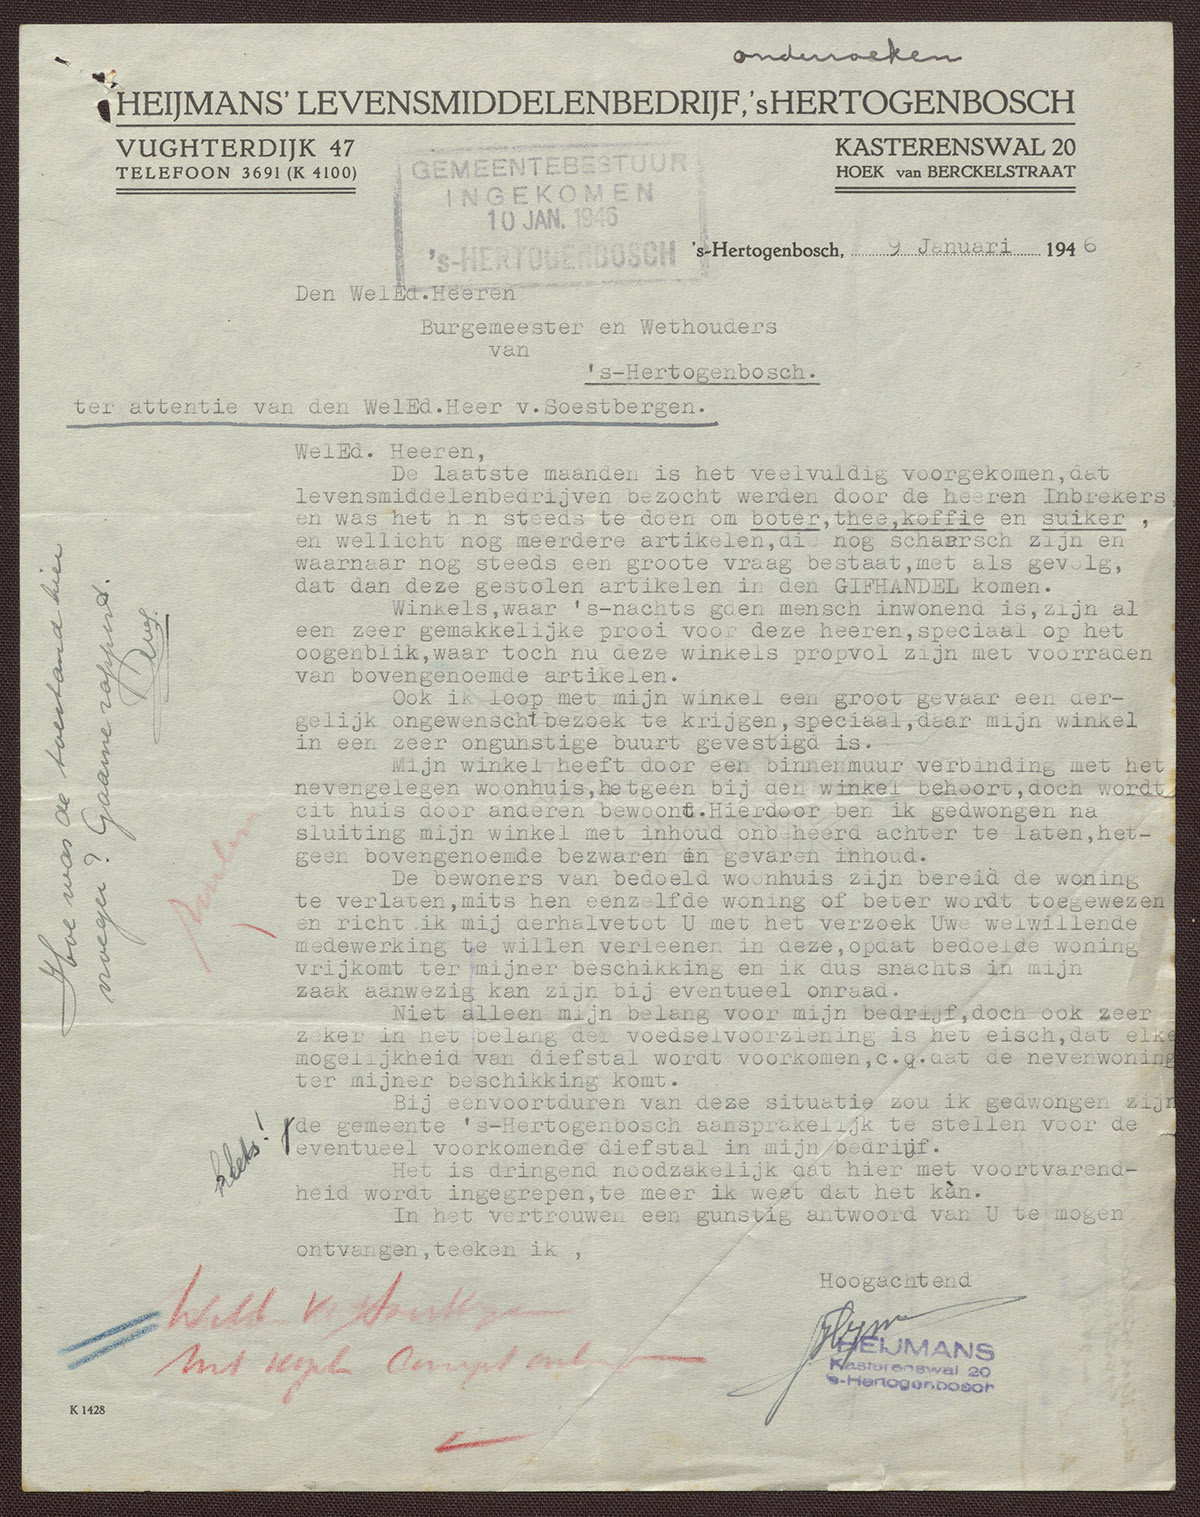 onderzoeken
HEIJMANS' LEVENSMIDDELENBEDRIJF, 'sHERTOGENBOSCH
VUGHTERDIJK 47
TELEFOON 3691 (K 4100)
KASTERENSWAL 20
HOEK van BERCKELSTRAAT
GEMEENTEBESTUUR
INGEKOMEN
10 JAN. 1946
's-HERTOGENBOSCH
's-Hertogenbosch, 9 Januari 1946
Den WelEd.Heeren
Burgemeester en Wethouders
van
's-Hertogenbosch.
ter attentie van den WelEd.Heer v.Soestbergen.
WelEd. Heeren,
De laatste maanden is het veelvuldig voorgekomen,dat
levensmiddelenbedrijven bezocht werden door de heeren Inbrekers
en was het h n steeds te doen om boter,thee,koffie en suiker ,
en wellicht nog meerdere artikelen,die nog schaarsch zijn en
waarnaar nog steeds een groote vraag bestaat,met als gevolg,
dat dan deze gestolen artikelen in den GIFHANDEL komen.
Winkels,waar 's-nachts geen mensch inwonend is,zijn al
een zeer gemakkelijke prooi voor deze heeren,speciaal op het
oogenblik,waar toch nu deze winkels propvol zijn met voorraden
van bovengenoemde artikelen.
Ook ik loop met mijn winkel een groot gevaar een der-
gelijk ongewenscht bezoek te krijgen,speciaal,daar mijn winkel
in een zeer ongunstige buurt gevestigd is.
Mijn winkel heeft door een binnenmuur verbinding met het
nevengelegen woonhuis,hetgeen bij den winkel behoort,doch wordt
dit huis door anderen bewoont.Hierdoor ben ik gedwongen na
sluiting mijn winkel met inhoud onbeheerd achter te laten,het-
geen bovengenoemde bezwaren en gevaren inhoud.
De bewoners van bedoeld woonhuis zijn bereid de woning
te verlaten,mits hen eenzelfde woning of beter wordt toegewezen
en richt ik mij derhalvetot U met het verzoek Uwe welwillende
medewerking te willen verleenen in deze,opdat bedoelde woning
vrijkomt ter mijner beschikking en ik dus snachts in mijn
zaak aanwezig kan zijn bij eventueel onraad.
Niet alleen mijn belang voor mijn bedrijf,doch ook zeer
zeker in het belang der voedselvoorziening is het eisch,dat elke
mogelijkheid van diefstal wordt voorkomen,c.q.dat de nevenwoning
ter mijner beschikking komt.
Bij eenvoortduren van deze situatie zou ik gedwongen zijn
de gemeente 's-Hertogenbosch aansprakelijk te stellen voor de
eventueel voorkomende diefstal in mijn bedrijf.
Het is dringend noodzakelijk dat hier met voortvarend-
heid wordt ingegrepen,te meer ik weet dat het kàn.
In het vertrouwen een gunstig antwoord van U te mogen
ontvangen,teeken ik ,
Hoogachtend
HEIJMANS
Kasterenswal 20
's-Hertogenbosch
Hoe was de toestand hier
vroeger? Gaarne rapport.
K 1428